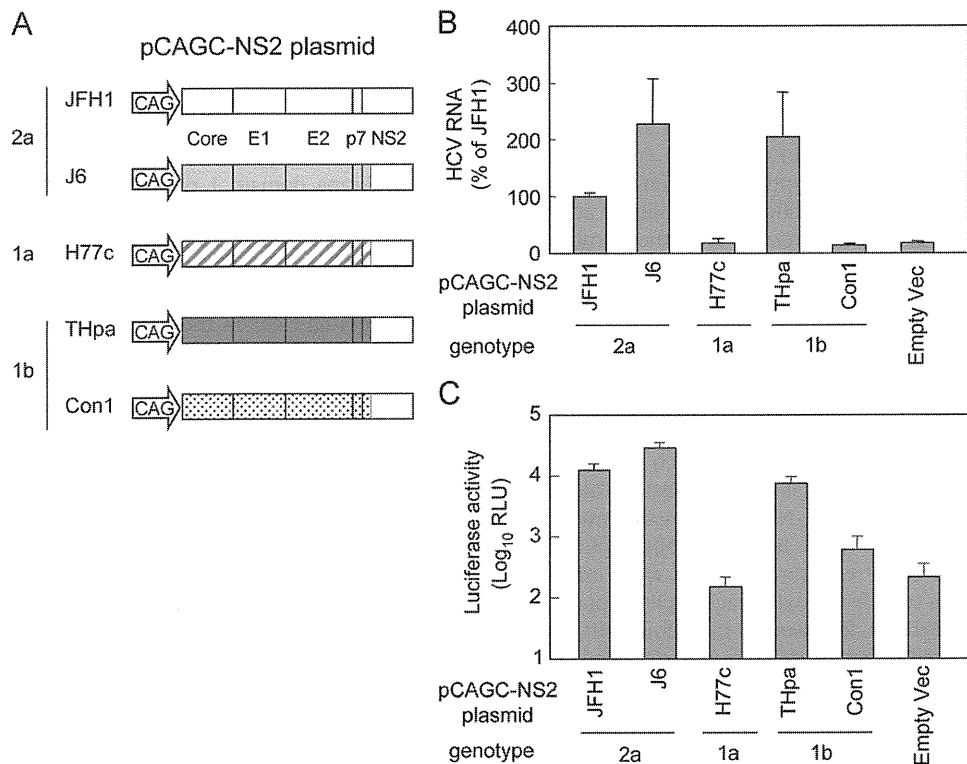 A
pCAGC-NS2 plasmid
2a
JFH1
CAG
Core E1 E2 p7 NS2
J6
CAG
1a
H77c
CAG
1b
THpa
CAG
Con1
CAG
B
HCV RNA
(% of JFH1)
400
300
200
100
0
pCAGC-NS2
plasmid
JFH1
J6
H77c
THpa
Con1
Empty Vec
genotype
2a
1a
1b
C
Luciferase activity
(Log10 RLU)
5
4
3
2
1
pCAGC-NS2
plasmid
JFH1
J6
H77c
THpa
Con1
Empty Vec
genotype
2a
1a
1b